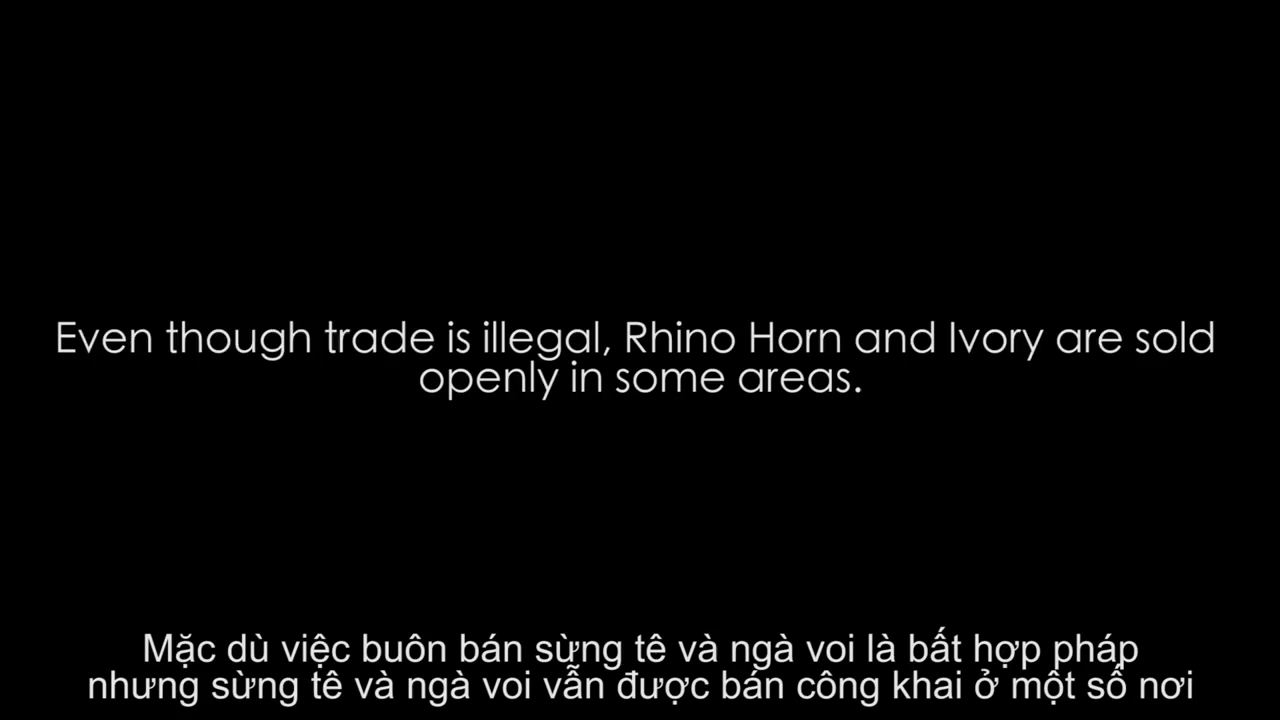 Even though trade is illegal, Rhino Horn and Ivory are sold
openly in some areas.
Mặc dù việc buôn bán sừng tê và ngà voi là bất hợp pháp
nhưng sừng tê và ngà voi vẫn được bán công khai ở một số nơi